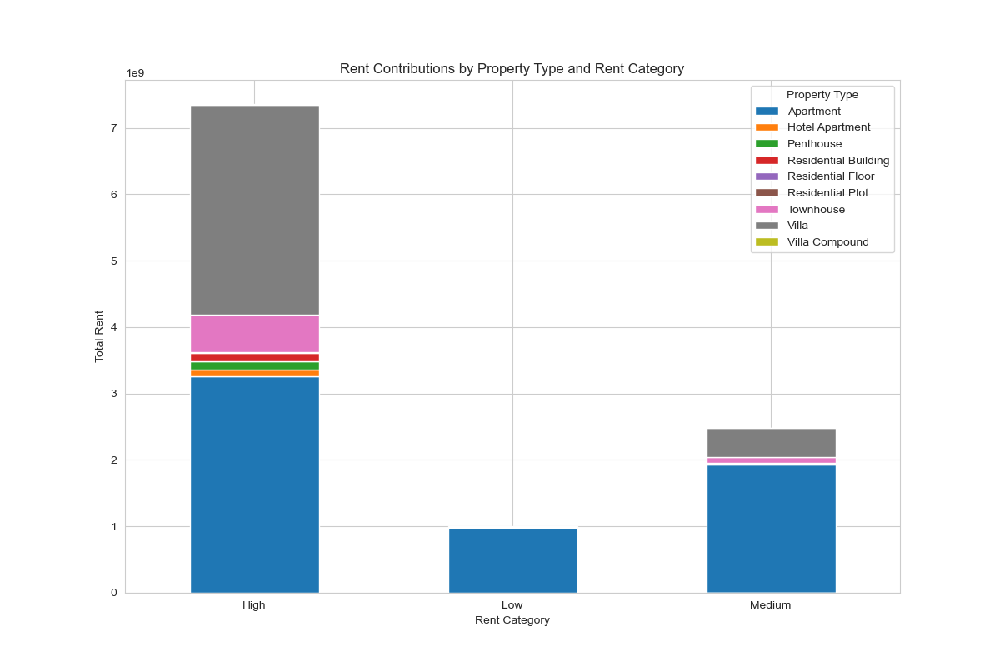 Rent Contributions by Property Type and Rent Category
1e9
7
6
5
4
3
2
1
0
Total Rent
High
Low
Medium
Rent Category
Property Type
Apartment
Hotel Apartment
Penthouse
Residential Building
Residential Floor
Residential Plot
Townhouse
Villa
Villa Compound